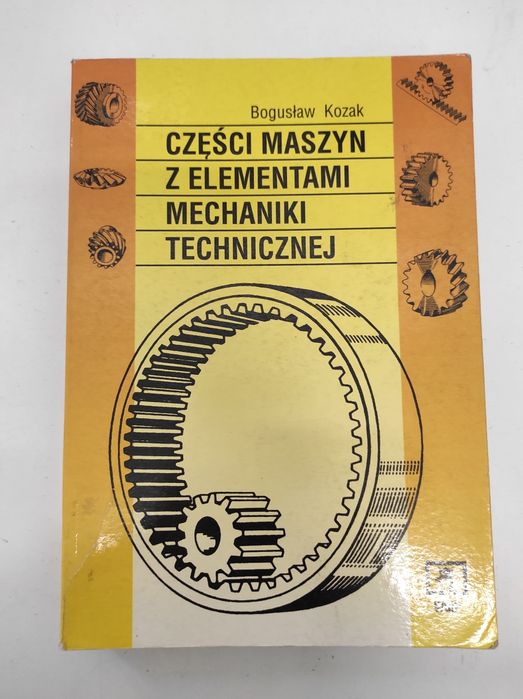 Bogusław Kozak
CZĘŚCI MASZYN
Z ELEMENTAMI
MECHANIKI
TECHNICZNEJ